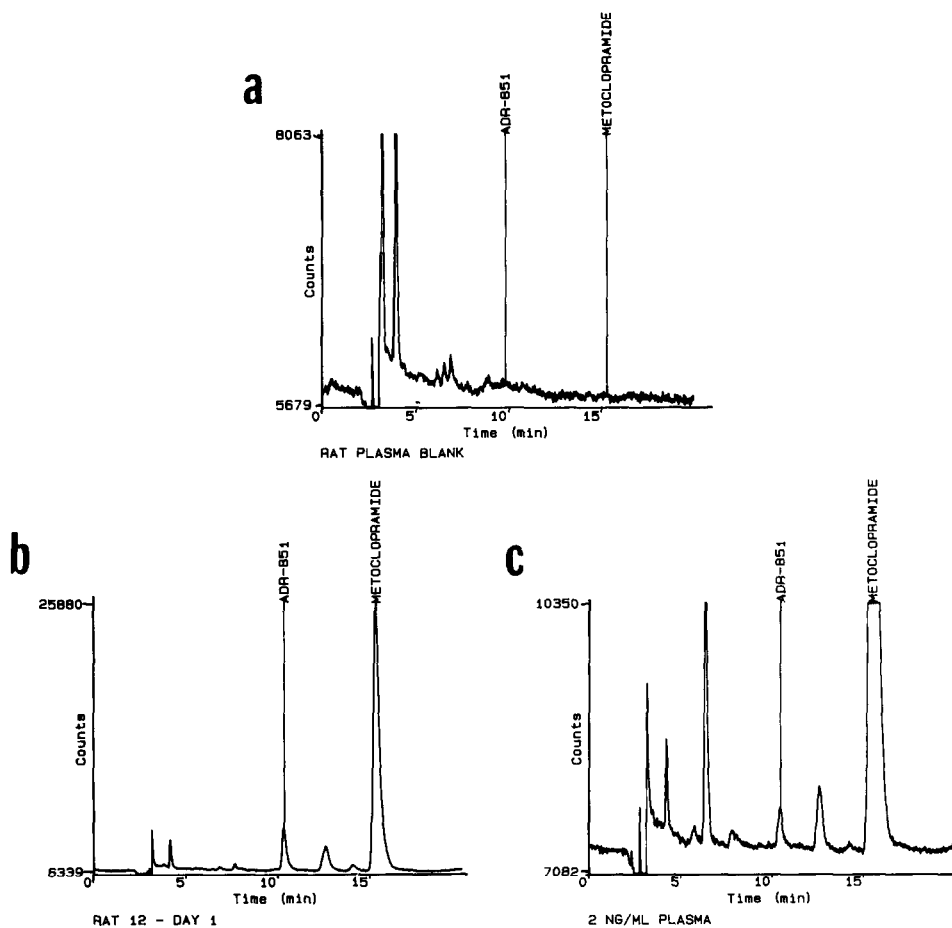 a
ADR-851
METOCLOPRAMIDE
8063
Counts
5679
0 5 10 15
Time (min)
RAT PLASMA BLANK
b
ADR-851
METOCLOPRAMIDE
25880
Counts
6339
0 5 10 15
Time (min)
RAT 12 - DAY 1
c
ADR-851
METOCLOPRAMIDE
10350
Counts
7082
0 5 10 15
Time (min)
2 NG/ML PLASMA